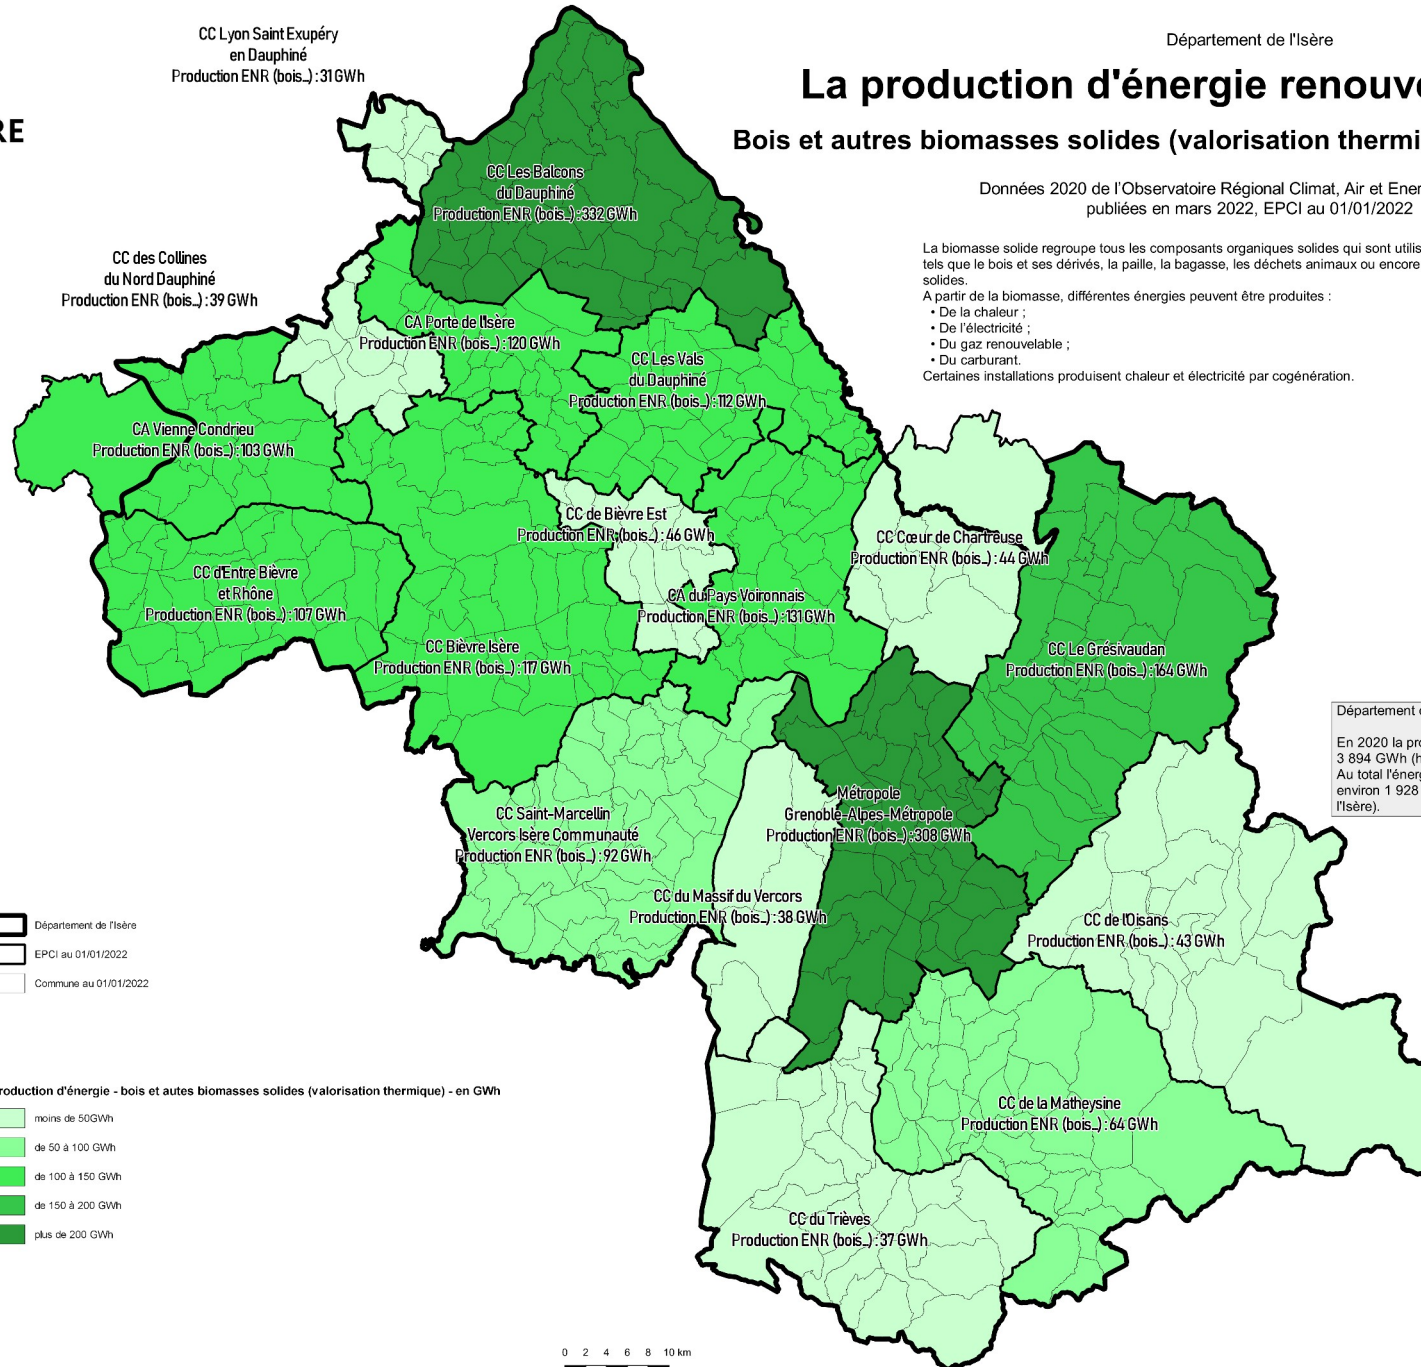 Département de l'Isère
La production d'énergie renouve
Bois et autres biomasses solides (valorisation thermi
Données 2020 de l'Observatoire Régional Climat, Air et Ener
publiées en mars 2022, EPCI au 01/01/2022
La biomasse solide regroupe tous les composants organiques solides qui sont utilis
tels que le bois et ses dérivés, la paille, la bagasse, les déchets animaux ou encore
solides.
A partir de la biomasse, différentes énergies peuvent être produites :
• De la chaleur ;
• De l'électricité ;
• Du gaz renouvelable ;
• Du carburant.
Certaines installations produisent chaleur et électricité par cogénération.
RE
CC Lyon Saint Exupéry
en Dauphiné
Production ENR (bois...) : 31 GWh
CC Les Balcons
du Dauphiné
Production ENR (bois...) : 332 GWh
CC des Collines
du Nord Dauphiné
Production ENR (bois...) : 39 GWh
CA Porte de l'Isère
Production ENR (bois...) : 120 GWh
CC Les Vals
du Dauphiné
Production ENR (bois...) : 112 GWh
CA Vienne Condrieu
Production ENR (bois...) : 103 GWh
CC de Bièvre Est
Production ENR (bois...) : 46 GWh
CC Cœur de Chartreuse
Production ENR (bois...) : 44 GWh
CC d'Entre Bièvre
et Rhône
Production ENR (bois...) : 107 GWh
CA du Pays Voironnais
Production ENR (bois...) : 131 GWh
CC Bièvre Isère
Production ENR (bois...) : 117 GWh
CC Le Grésivaudan
Production ENR (bois...) : 164 GWh
Département d
En 2020 la pro
3 894 GWh (h
Au total l'énerg
environ 1 928
l'Isère).
Métropole
Grenoble-Alpes-Métropole
Production ENR (bois...) : 308 GWh
CC Saint-Marcellin
Vercors Isère Communauté
Production ENR (bois...) : 92 GWh
CC du Massif du Vercors
Production ENR (bois...) : 38 GWh
CC de l'Oisans
Production ENR (bois...) : 43 GWh
CC de la Matheysine
Production ENR (bois...) : 64 GWh
CC du Trièves
Production ENR (bois...) : 37 GWh
Département de l'Isère
EPCI au 01/01/2022
Commune au 01/01/2022
roduction d'énergie - bois et autes biomasses solides (valorisation thermique) - en GWh
moins de 50GWh
de 50 à 100 GWh
de 100 à 150 GWh
de 150 à 200 GWh
plus de 200 GWh
0 2 4 6 8 10 km